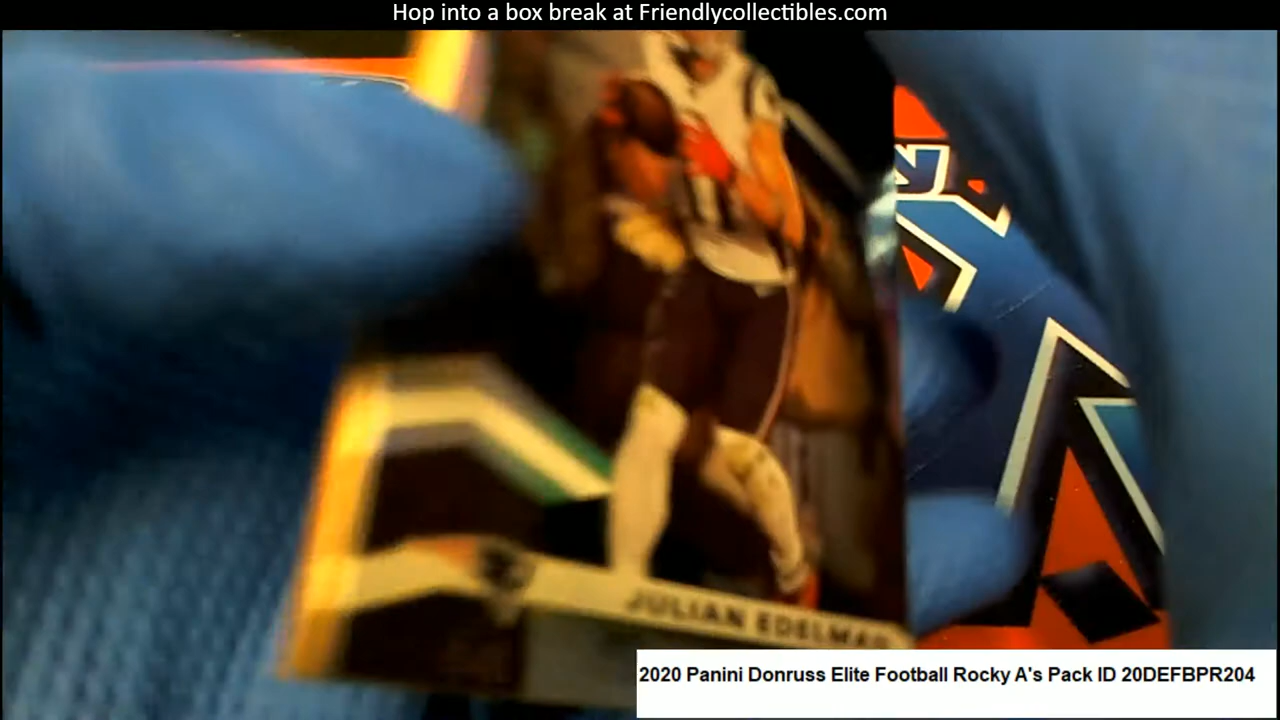 Hop into a box break at Friendlycollectibles.com
JULIAN EDELMAN
2020 Panini Donruss Elite Football Rocky A's Pack ID 20DEFBPR204